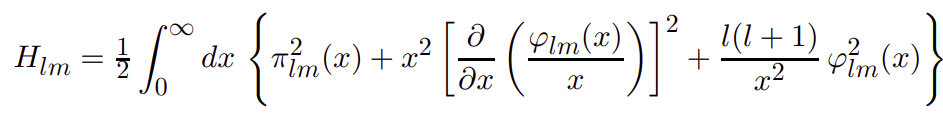 $H_{lm} = \frac{1}{2} \int_0^\infty dx \left\{ \pi_{lm}^2(x) + x^2 \left[ \frac{\partial}{\partial x} \left( \frac{\varphi_{lm}(x)}{x} \right) \right]^2 + \frac{l(l+1)}{x^2} \varphi_{lm}^2(x) \right\}$